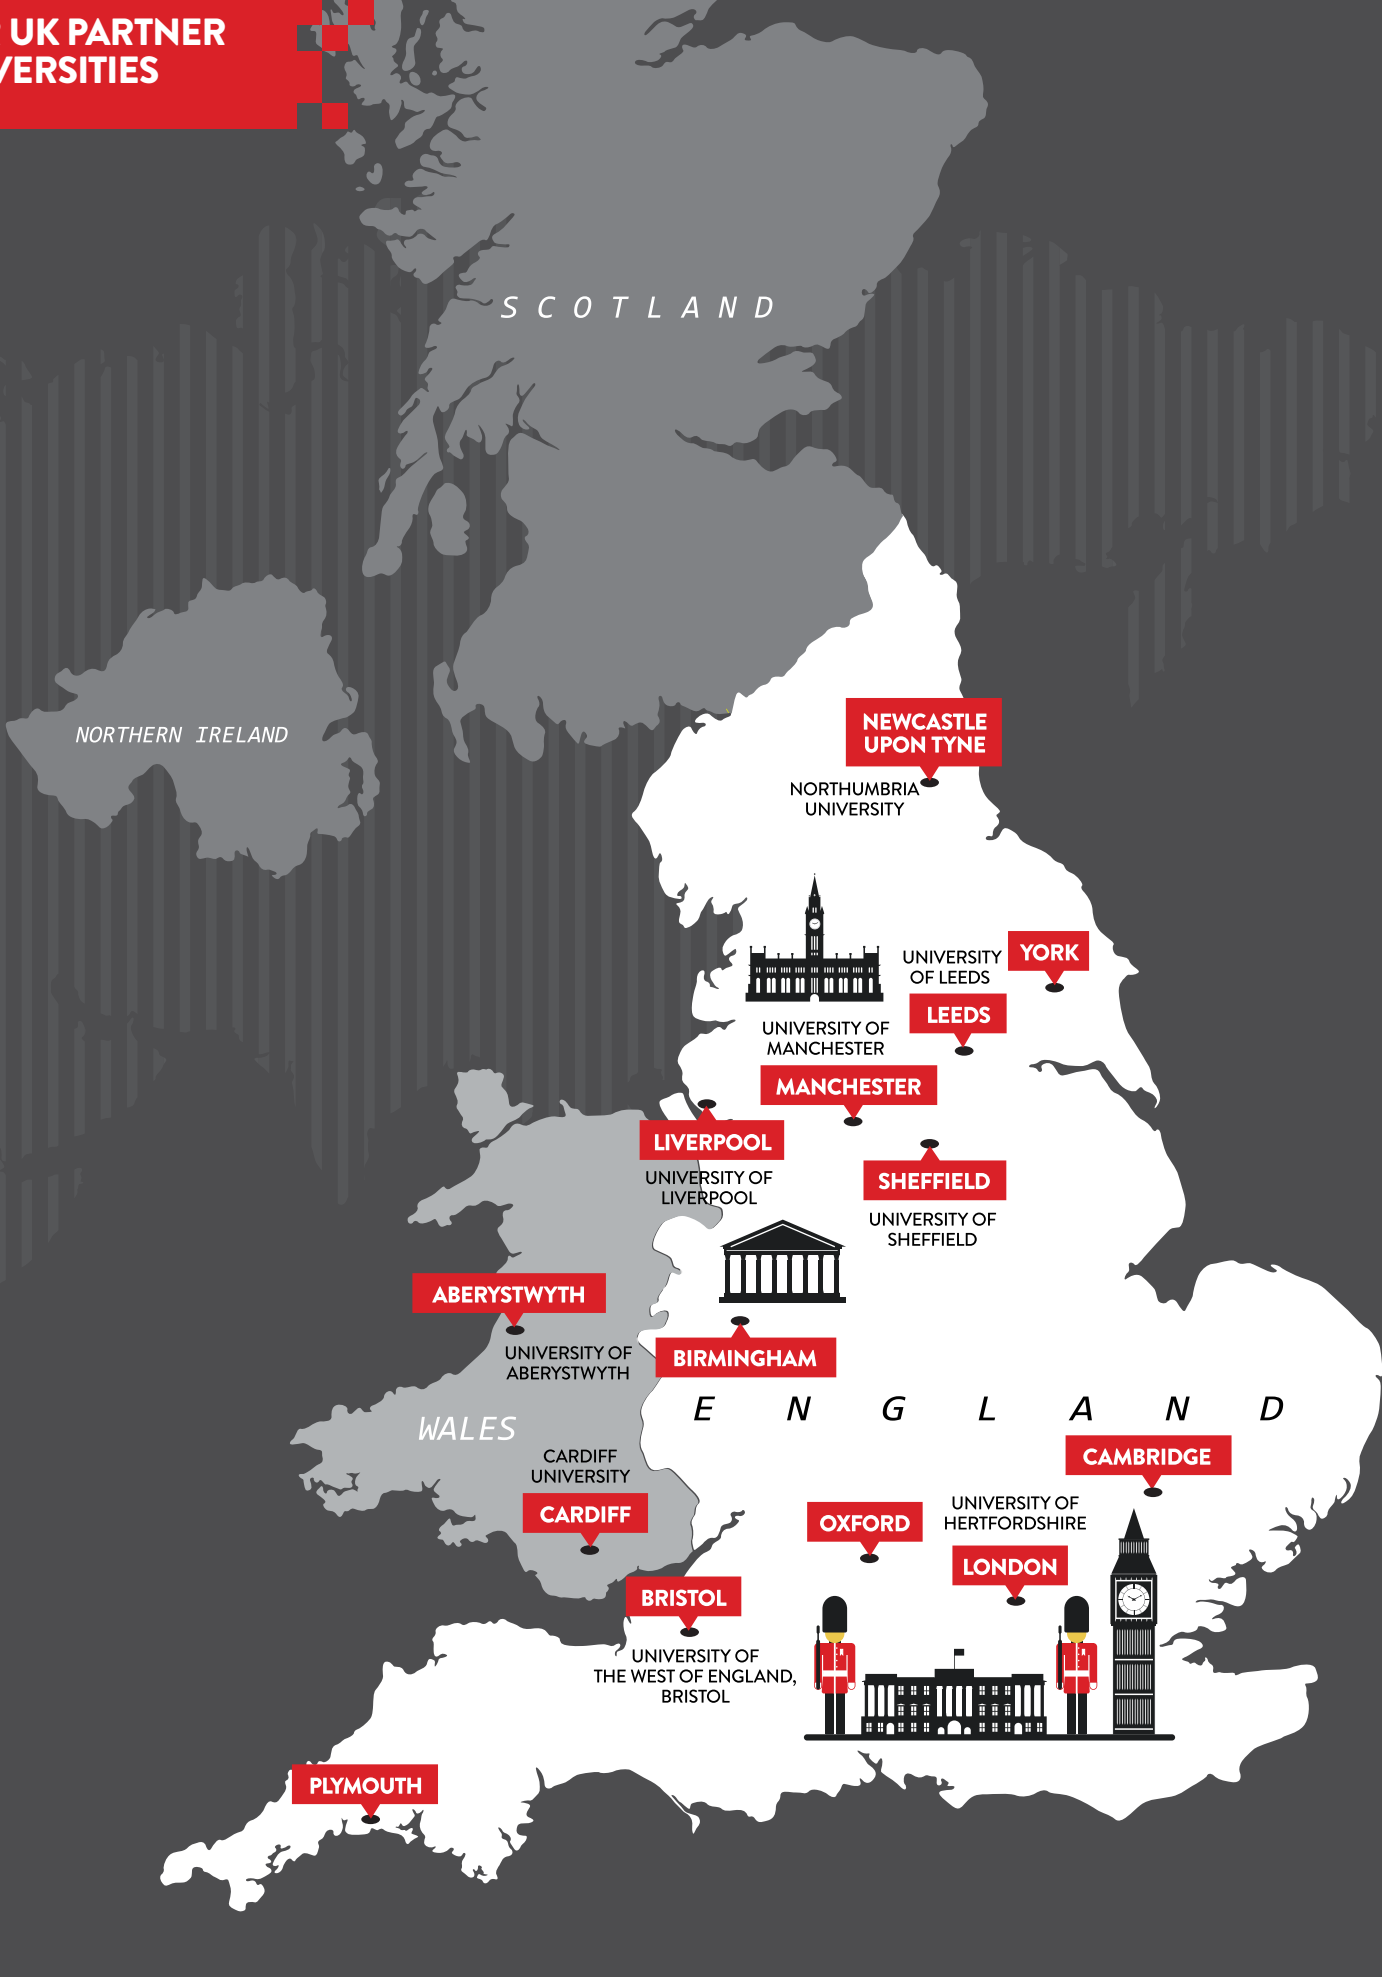 UK PARTNER
VERSITIES
SCOTLAND
NORTHERN IRELAND
NEWCASTLE
UPON TYNE
NORTHUMBRIA
UNIVERSITY
YORK
UNIVERSITY
OF LEEDS
LEEDS
UNIVERSITY OF
MANCHESTER
MANCHESTER
LIVERPOOL
UNIVERSITY OF
LIVERPOOL
SHEFFIELD
UNIVERSITY OF
SHEFFIELD
ABERYSTWYTH
UNIVERSITY OF
ABERYSTWYTH
BIRMINGHAM
ENGLAND
WALES
CARDIFF
UNIVERSITY
CARDIFF
CAMBRIDGE
OXFORD
UNIVERSITY OF
HERTFORDSHIRE
LONDON
BRISTOL
UNIVERSITY OF
THE WEST OF ENGLAND,
BRISTOL
PLYMOUTH